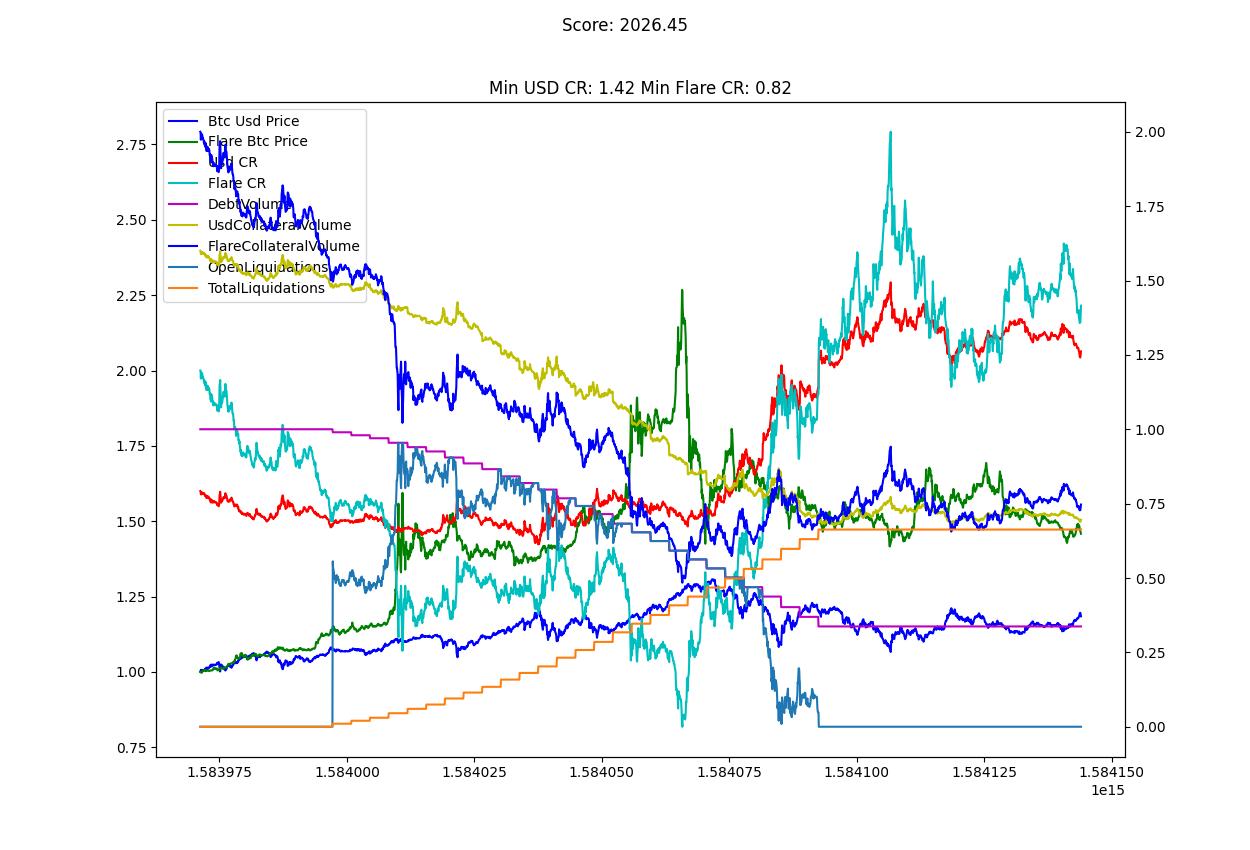 Score: 2026.45
Min USD CR: 1.42 Min Flare CR: 0.82
Btc Usd Price
Flare Btc Price
Usd CR
Flare CR
DebtVolume
UsdCollateralVolume
FlareCollateralVolume
OpenLiquidations
TotalLiquidations
2.75
2.50
2.25
2.00
1.75
1.50
1.25
1.00
0.75
2.00
1.75
1.50
1.25
1.00
0.75
0.50
0.25
0.00
1.583975 1.584000 1.584025 1.584050 1.584075 1.584100 1.584125 1.584150
1e15